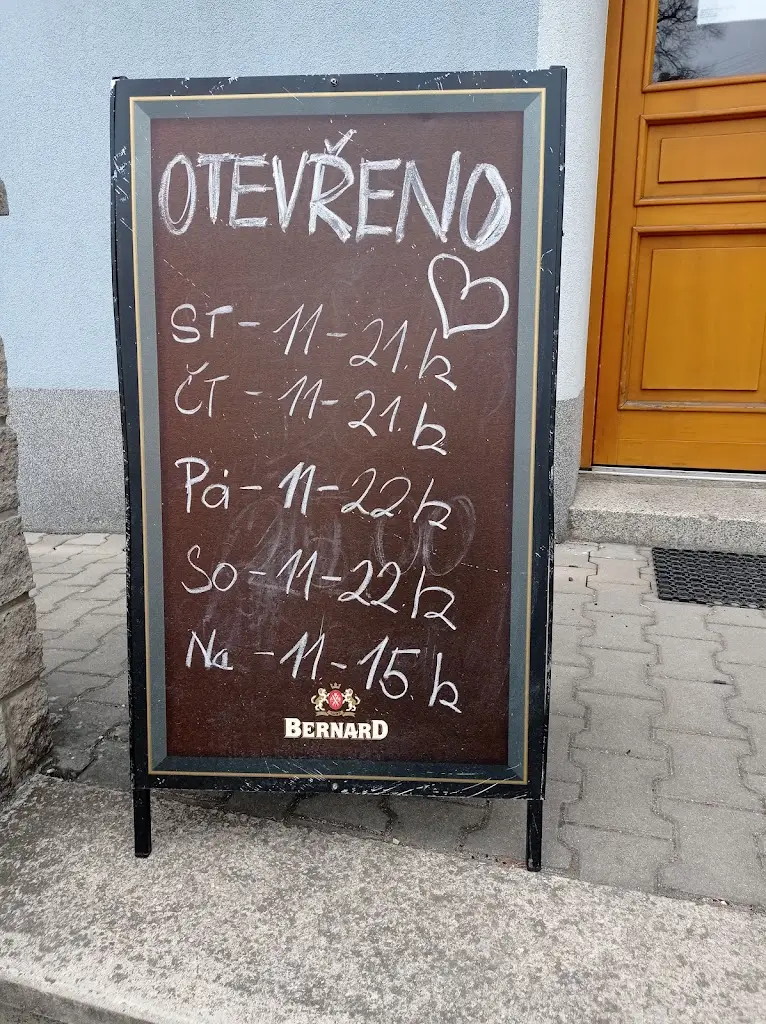 OTEVŘENO
ST - 11 - 21.h
ČT - 11 - 21.h
Pá - 11 - 22.h
So - 11 - 22.h
Ne - 11 - 15.h
BERNARD